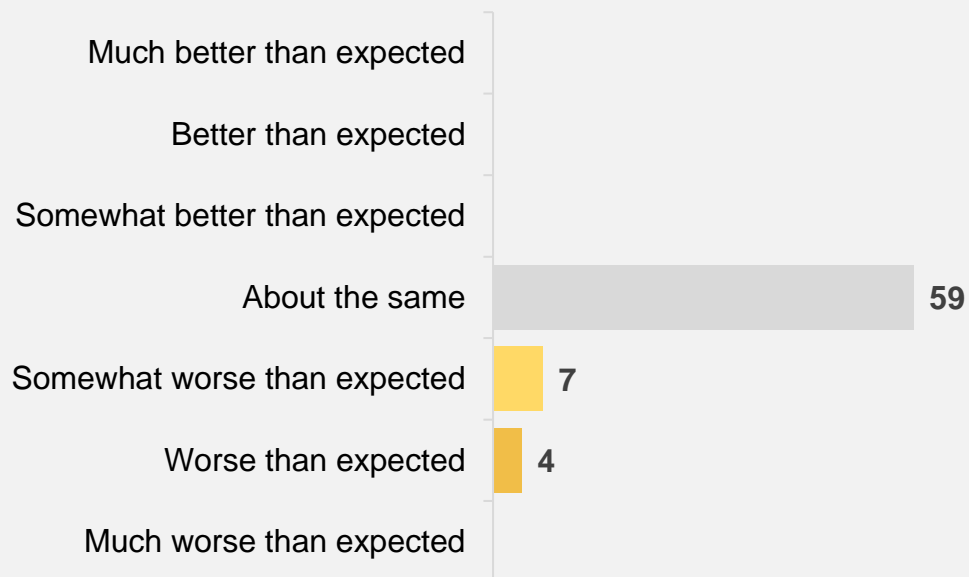 Much better than expected
Better than expected
Somewhat better than expected
About the same 59
Somewhat worse than expected 7
Worse than expected 4
Much worse than expected